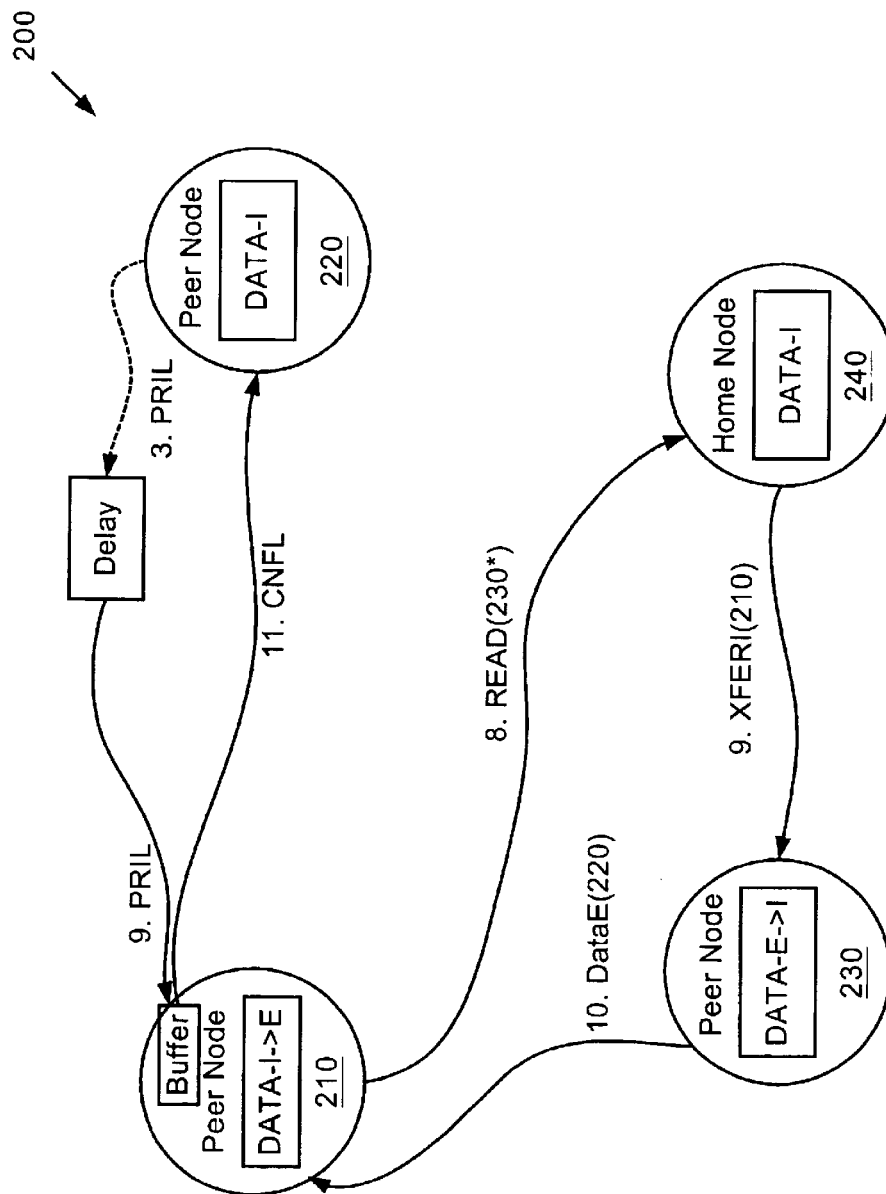 200
Peer Node
DATA-I
220
3. PRIL
Delay
9. PRIL
11. CNFL
Buffer
Peer Node
DATA-I->E
210
8. READ(230*)
Home Node
DATA-I
240
9. XFERI(210)
10. DataE(220)
Peer Node
DATA-E->I
230